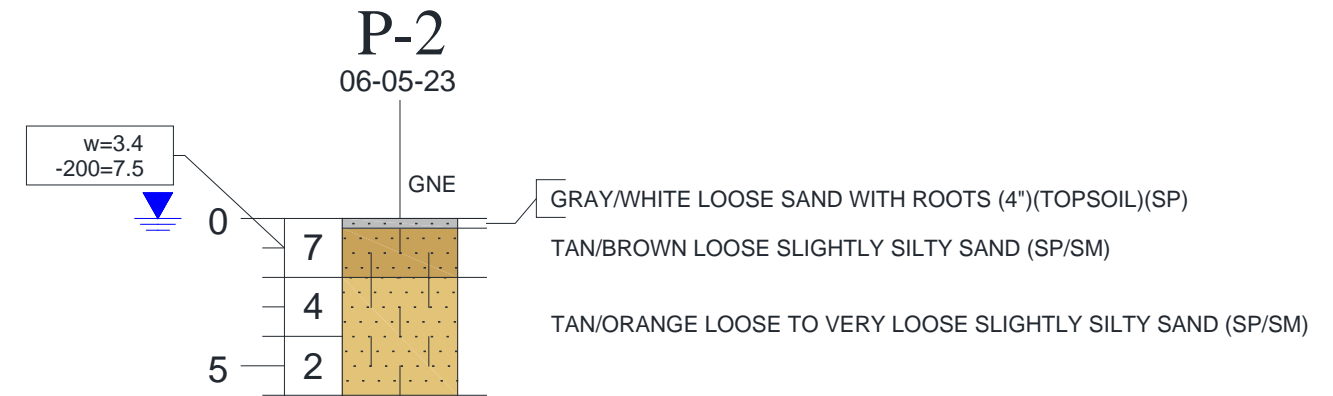 P-2
06-05-23
w=3.4
-200=7.5
GNE
GRAY/WHITE LOOSE SAND WITH ROOTS (4")(TOPSOIL)(SP)
0
7
TAN/BROWN LOOSE SLIGHTLY SILTY SAND (SP/SM)
4
TAN/ORANGE LOOSE TO VERY LOOSE SLIGHTLY SILTY SAND (SP/SM)
5
2